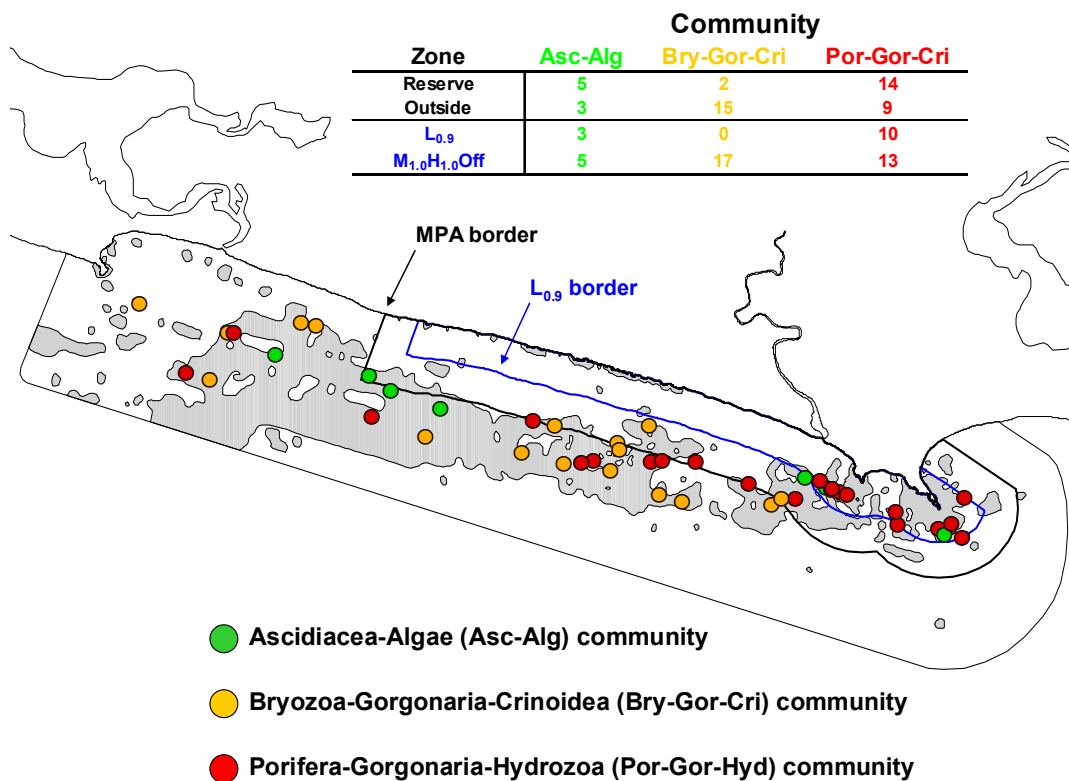 Community
Zone Asc-Alg Bry-Gor-Cri Por-Gor-Cri
Reserve 5 2 14
Outside 3 15 9
L0.9 3 0 10
M1.0H1.0Off 5 17 13
MPA border
L0.9 border
Ascidiacea-Algae (Asc-Alg) community
Bryozoa-Gorgonaria-Crinoidea (Bry-Gor-Cri) community
Porifera-Gorgonaria-Hydrozoa (Por-Gor-Hyd) community